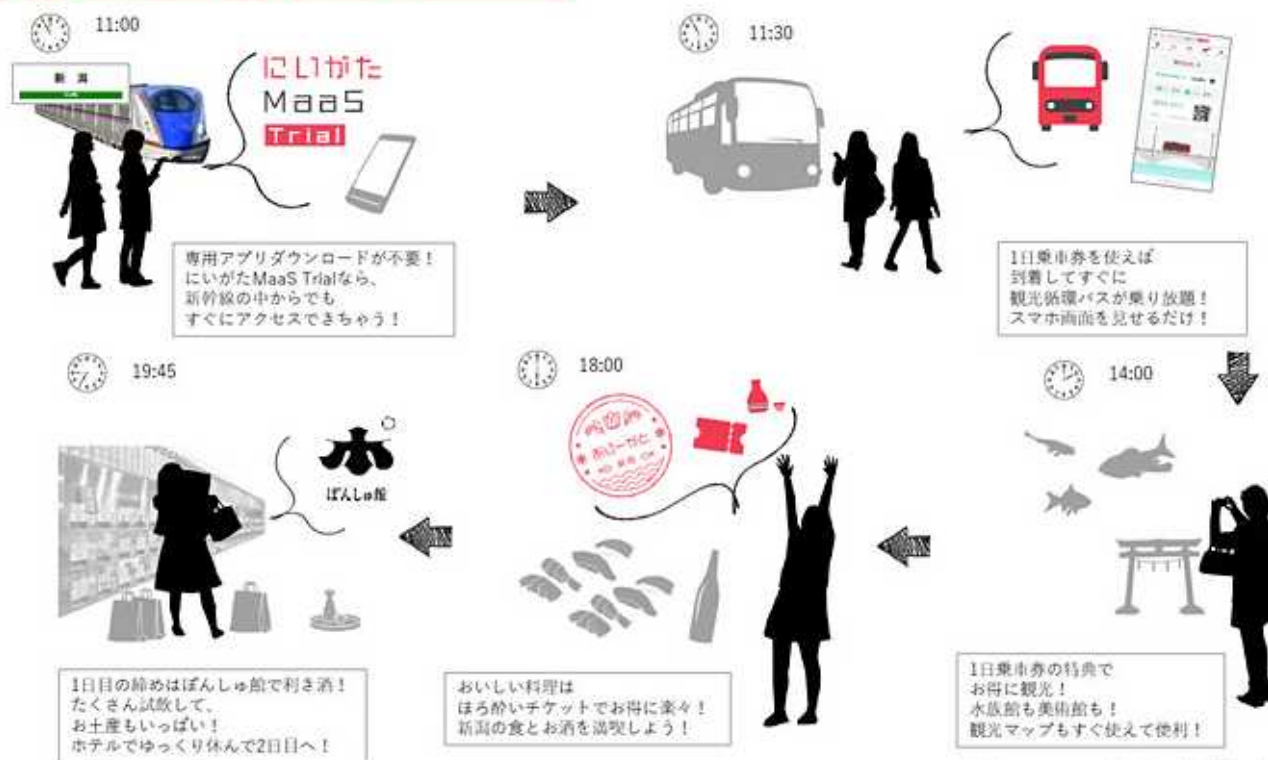 11:00
新潟
にいがた
MaaS
Trial
専用アプリダウンロードが不要！
にいがたMaaS Trialなら、
新幹線の中からでも
すぐにアクセスできちゃう！
11:30
1日乗車券を使えば
到着してすぐに
観光循環バスが乗り放題！
スマホ画面を見せるだけ！
14:00
1日乗車券の特典で
お得に観光！
水族館も美術館も！
観光マップもすぐ使えて便利！
18:00
おいしい料理は
ほろ酔いチケットでお得に楽々！
新潟の食とお酒を満喫しよう！
19:45
ぽんしゅ館
1日目の締めはぽんしゅ館で利き酒！
たくさん試飲して、
お土産もいっぱい！
ホテルでゆっくり休んで2日目へ！